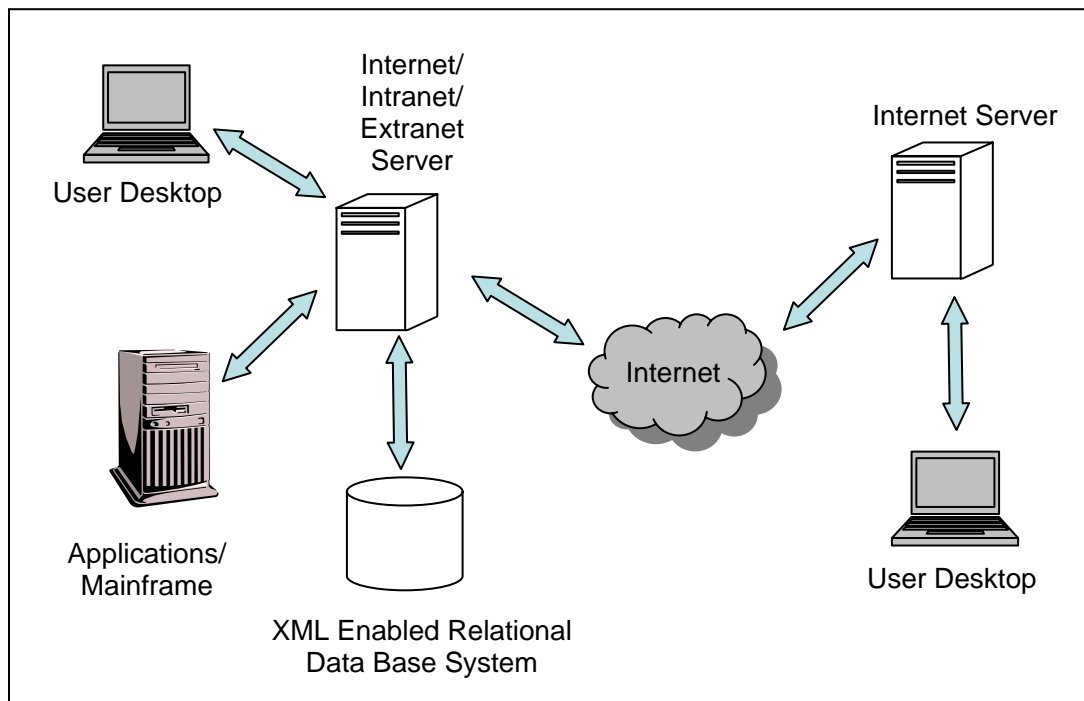 Internet/
Intranet/
Extranet
Server
Internet Server
User Desktop
Internet
Applications/
Mainframe
User Desktop
XML Enabled Relational
Data Base System